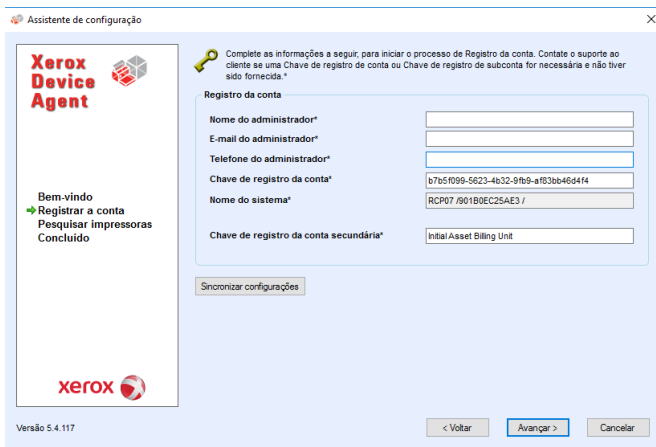 Assistente de configuração
Xerox
Device
Agent
Bem-vindo
Registrar a conta
Pesquisar impressoras
Concluído
xerox
Complete as informações a seguir, para iniciar o processo de Registro da conta. Contate o suporte ao
cliente se uma Chave de registro de conta ou Chave de registro de subconta for necessária e não tiver
sido fornecida.*
Registro da conta
Nome do administrador*
E-mail do administrador*
Telefone do administrador*
Chave de registro da conta* b7b5f099-5623-4b32-9fb9-af83bb46d4f4
Nome do sistema* RCP07 /901B0EC25AE3 /
Chave de registro da conta secundária* Initial Asset Billing Unit
Sincronizar configurações
Versão 5.4.117
< Voltar Avançar > Cancelar